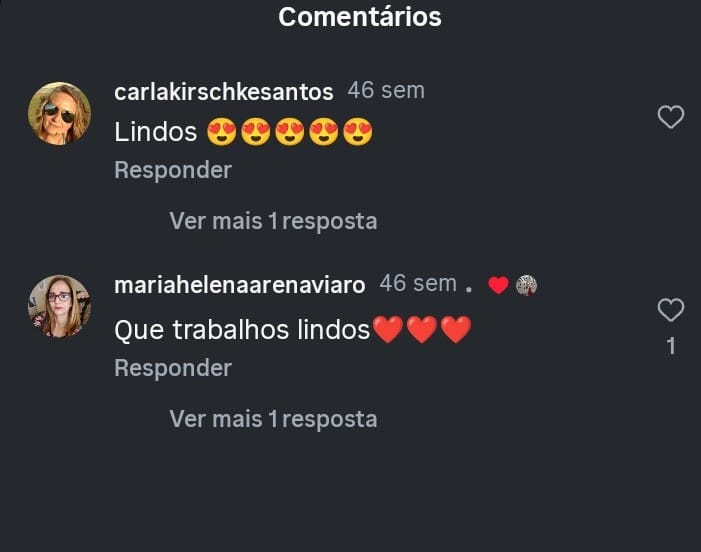 Comentários
carlakirschkesantos 46 sem
Lindos 😍😍😍😍😍
Responder
Ver mais 1 resposta
mariahelenaarenaviaro 46 sem . ♥
Que trabalhos lindos❤️❤️❤️
1
Responder
Ver mais 1 resposta